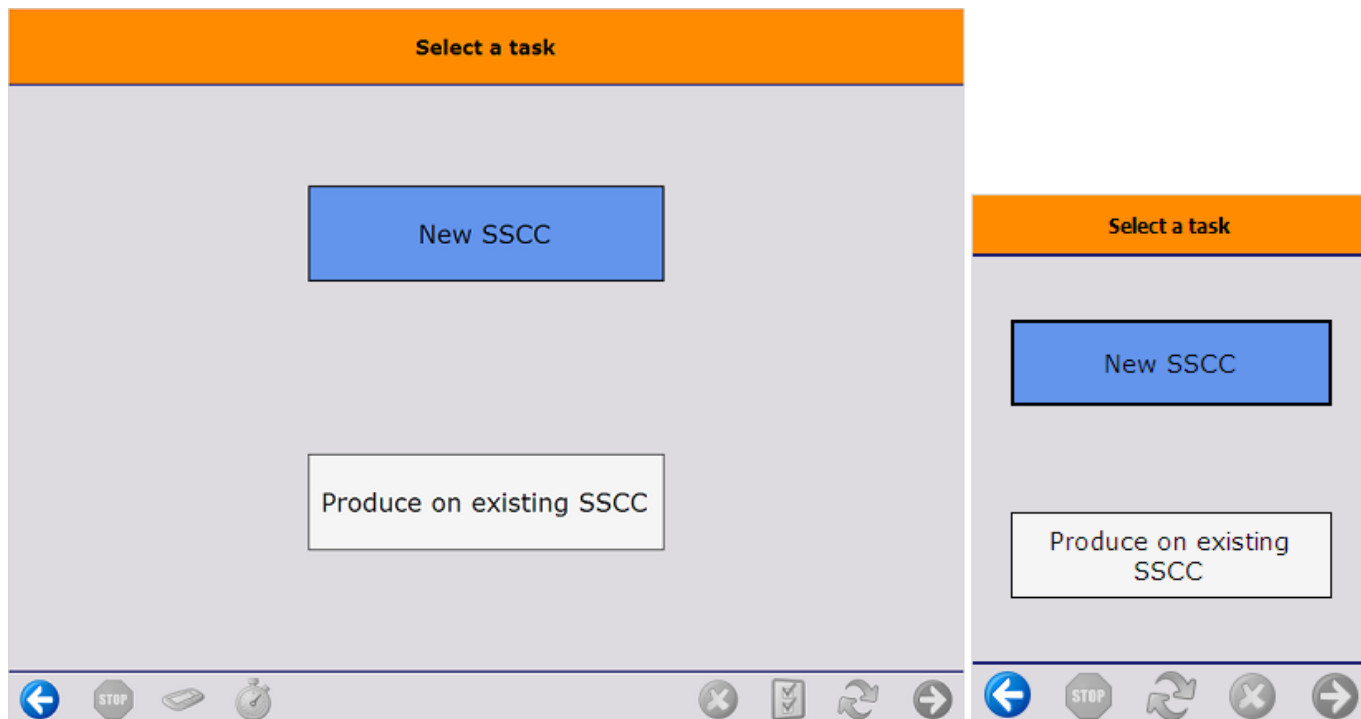 Select a task
New SSCC
Produce on existing SSCC
STOP
Select a task
New SSCC
Produce on existing
SSCC
STOP